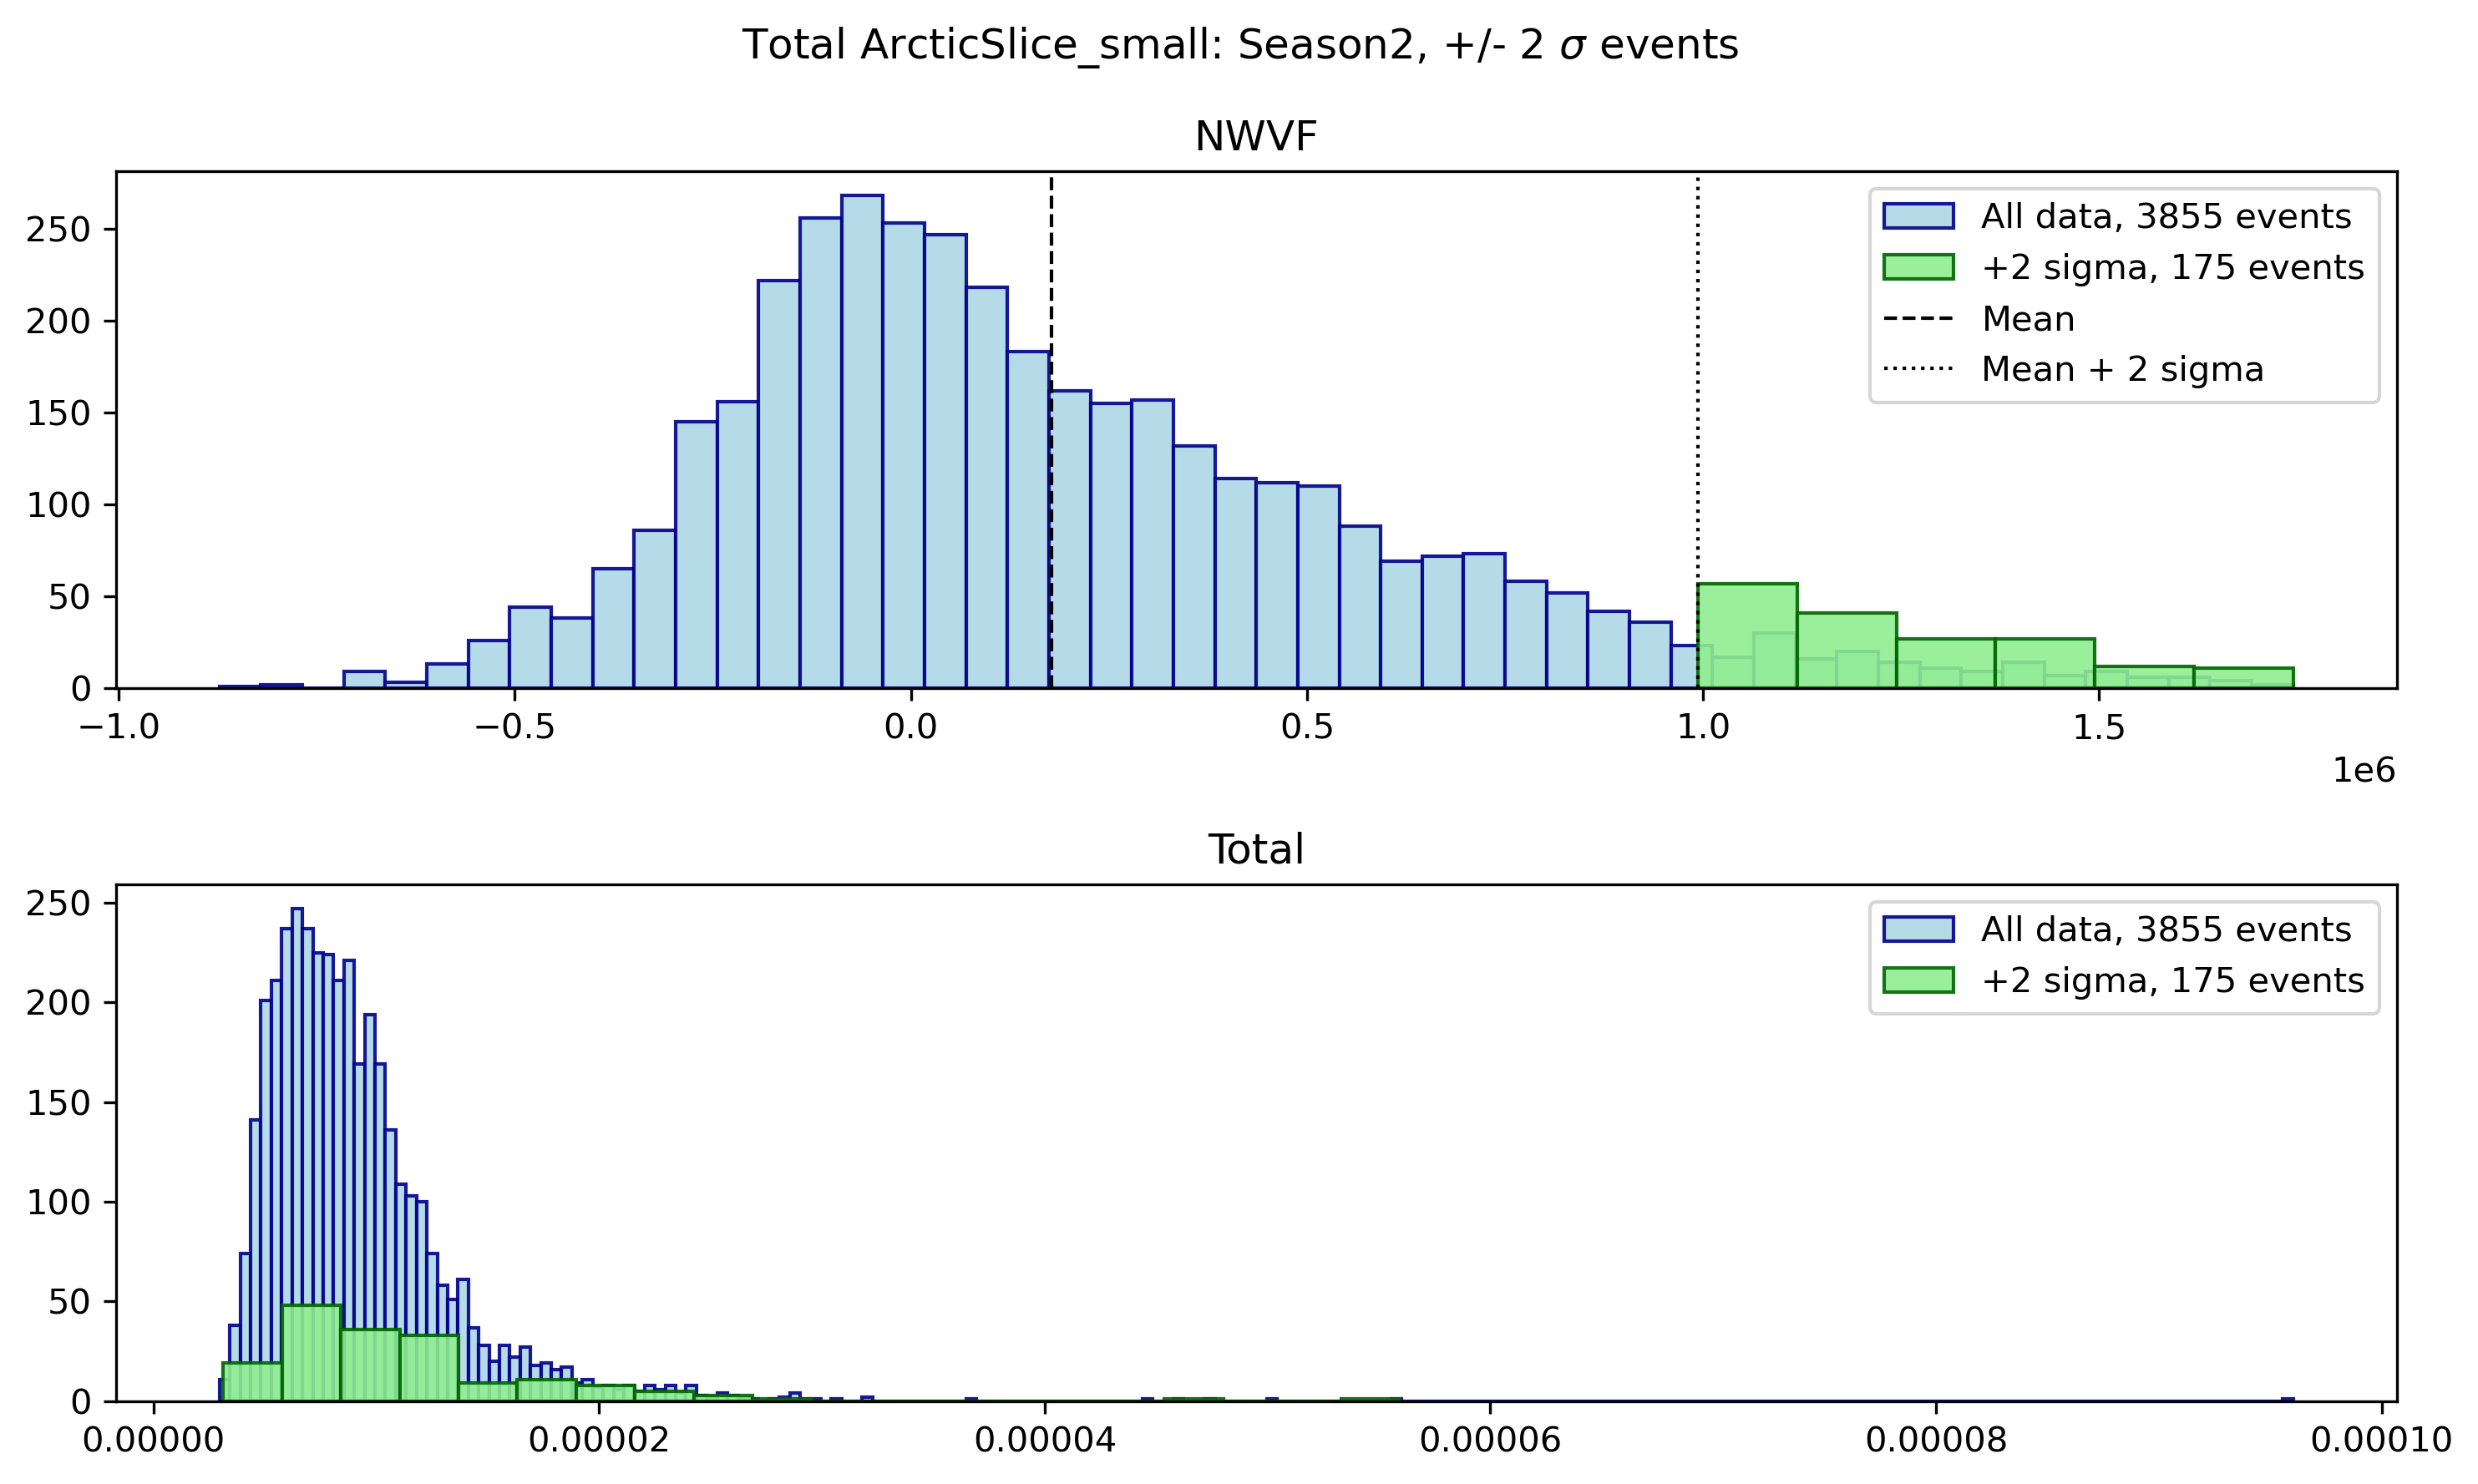 Total ArcticSlice_small: Season2, +/- 2 σ events
NWVF
250
200
150
100
50
0
All data, 3855 events
+2 sigma, 175 events
Mean
Mean + 2 sigma
−1.0 −0.5 0.0 0.5 1.0 1.5
1e6
Total
250
200
150
100
50
0
All data, 3855 events
+2 sigma, 175 events
0.00000 0.00002 0.00004 0.00006 0.00008 0.00010